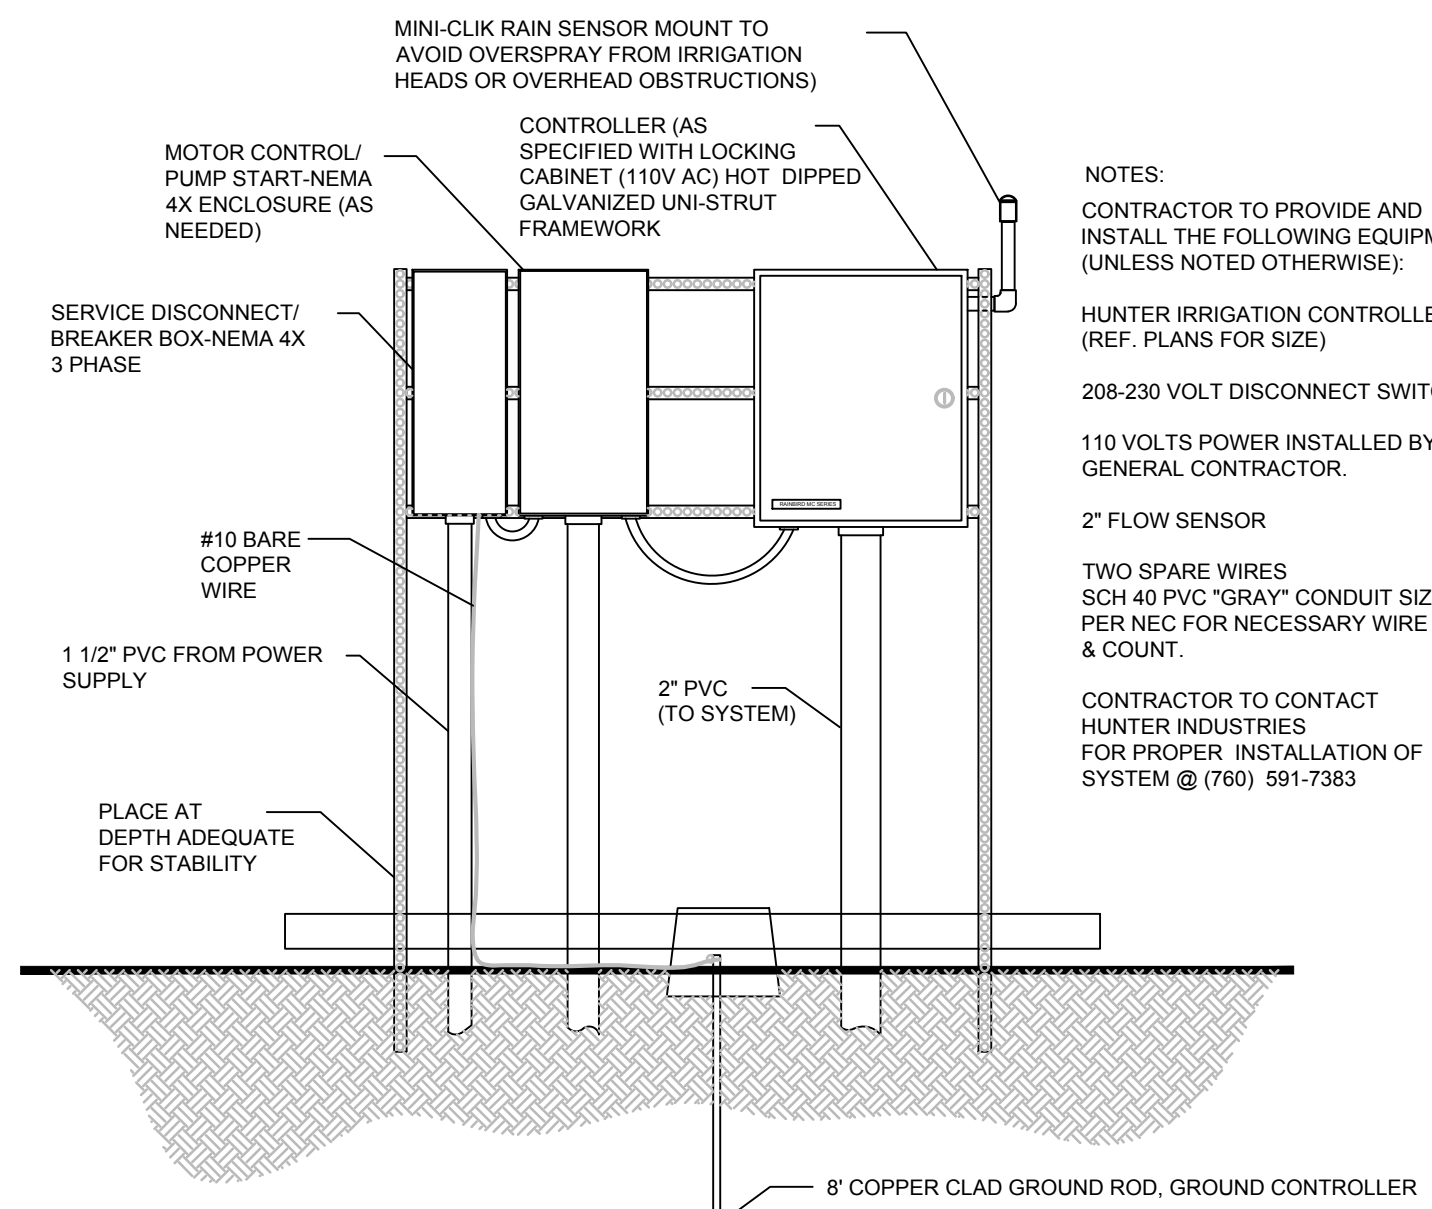 MINI-CLIK RAIN SENSOR MOUNT TO
AVOID OVERSPRAY FROM IRRIGATION
HEADS OR OVERHEAD OBSTRUCTIONS)
CONTROLLER (AS
SPECIFIED WITH LOCKING
CABINET (110V AC) HOT DIPPED
GALVANIZED UNI-STRUT
FRAMEWORK
MOTOR CONTROL/
PUMP START-NEMA
4X ENCLOSURE (AS
NEEDED)
SERVICE DISCONNECT/
BREAKER BOX-NEMA 4X
3 PHASE
RAINBIRD MC SERIES
#10 BARE
COPPER
WIRE
1 1/2" PVC FROM POWER
SUPPLY
2" PVC
(TO SYSTEM)
PLACE AT
DEPTH ADEQUATE
FOR STABILITY
8' COPPER CLAD GROUND ROD, GROUND CONTROLLER
NOTES:
CONTRACTOR TO PROVIDE AND
INSTALL THE FOLLOWING
(UNLESS NOTED OTHERWISE):
HUNTER IRRIGATION
(REF. PLANS FOR SIZE)
208-230 VOLT DISCONNECT
110 VOLTS POWER INSTALLED BY
GENERAL CONTRACTOR.
2" FLOW SENSOR
TWO SPARE WIRES
SCH 40 PVC "GRAY" CONDUIT
PER NEC FOR NECESSARY WIRE
& COUNT.
CONTRACTOR TO CONTACT
HUNTER INDUSTRIES
FOR PROPER INSTALLATION OF
SYSTEM @ (760) 591-7383